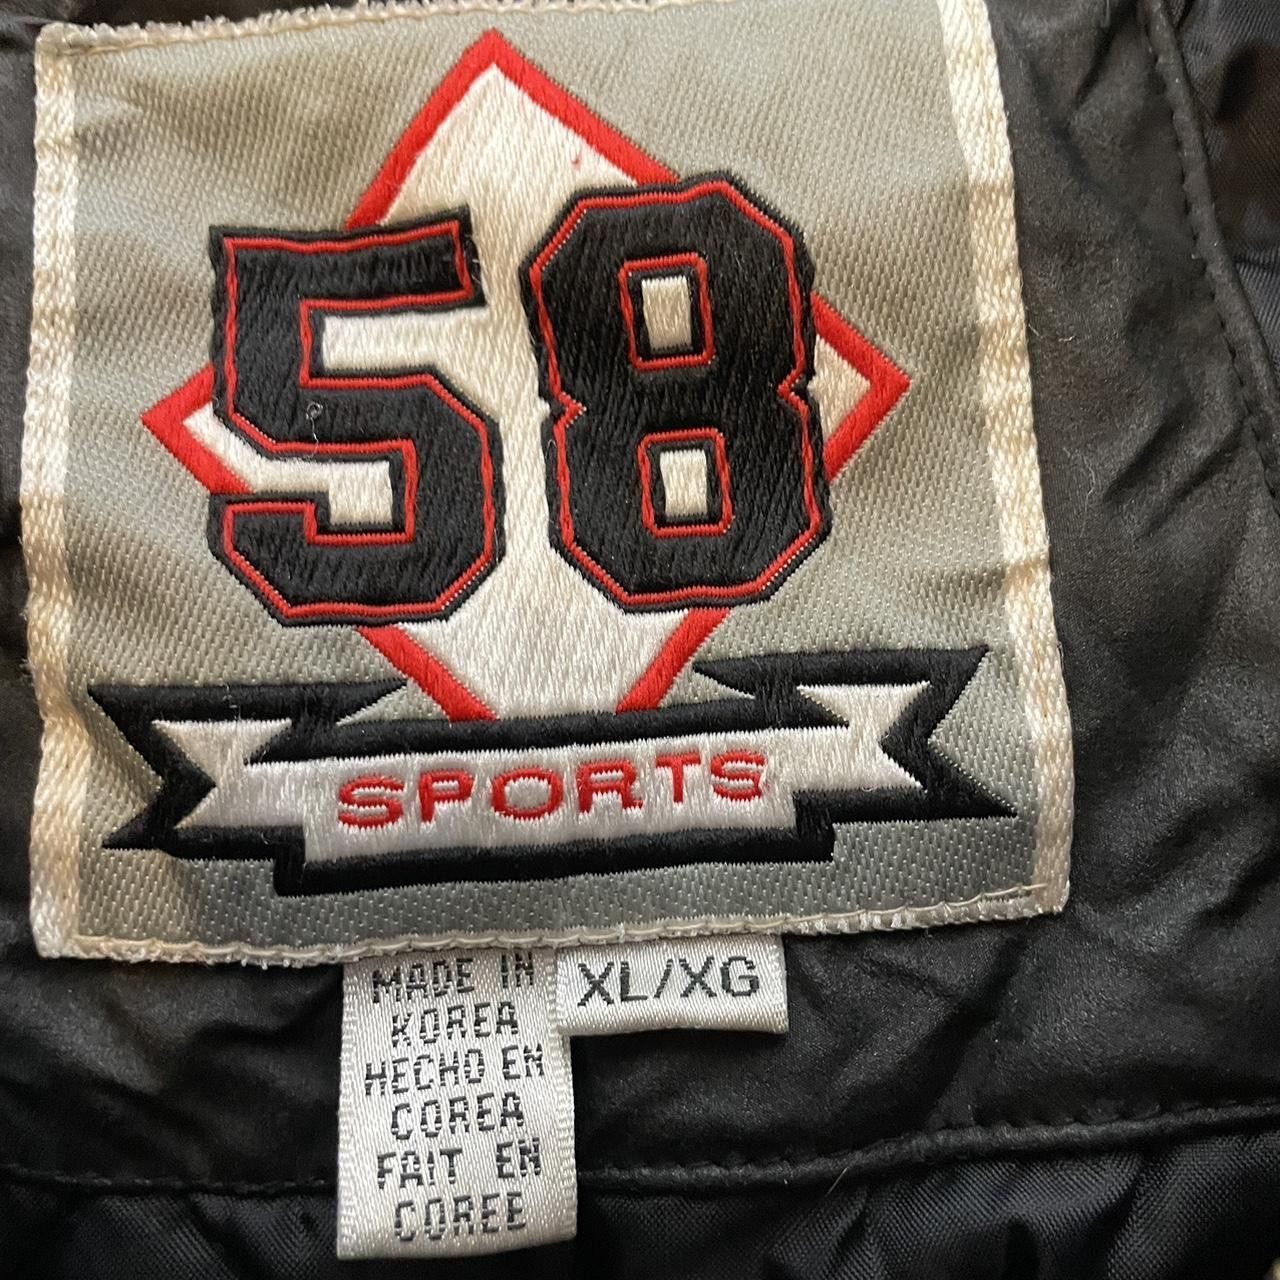 58
SPORTS
XL/XG
MADE IN
KOREA
HECHO EN
COREA
FAIT EN
COREE